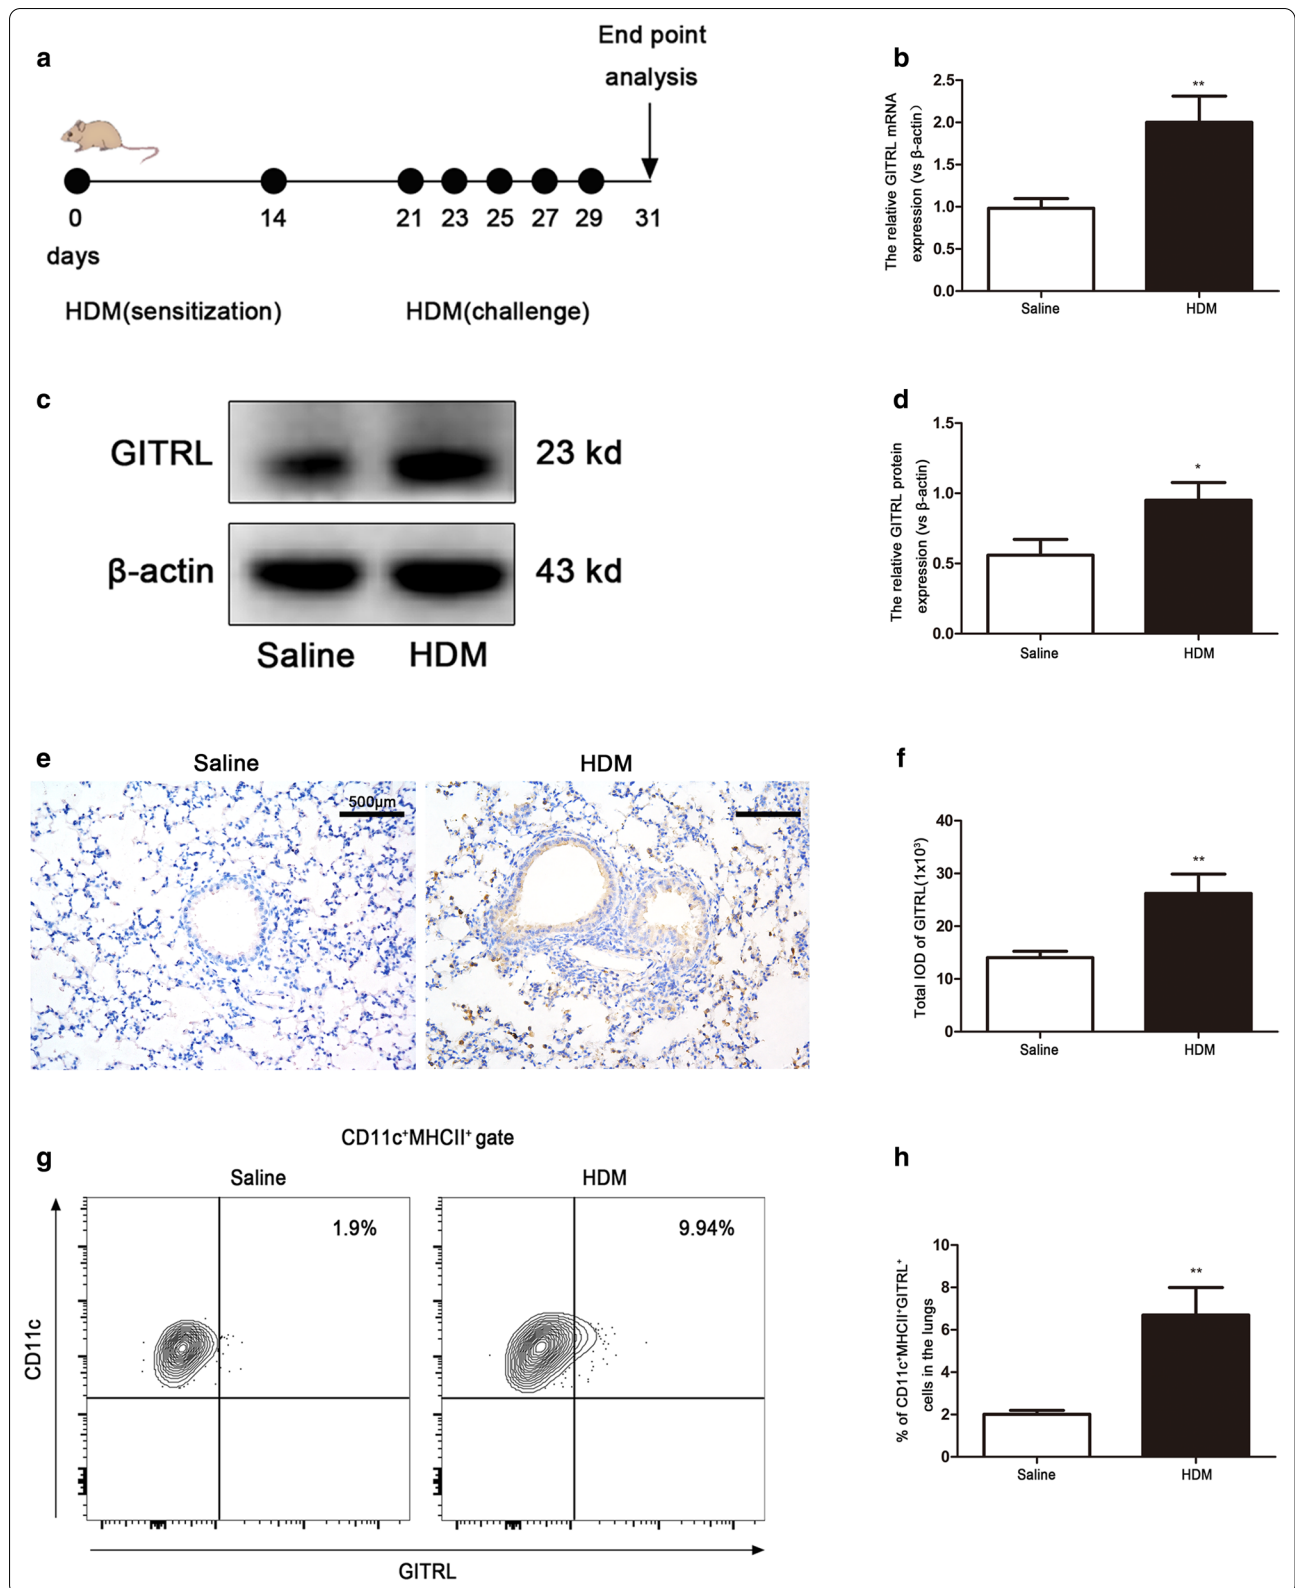 a
End point
analysis
0 14 21 23 25 27 29 31
days
HDM(sensitization) HDM(challenge)
b
The relative GITRL mRNA
expression (vs β-actin)
2.5
2.0
1.5
1.0
0.5
0.0
**
Saline HDM
c
GITRL 23 kd
β-actin 43 kd
Saline HDM
d
The relative GITRL protein
expression (vs β-actin)
1.5
1.0
0.5
0.0
*
Saline HDM
e
Saline HDM
500μm
f
Total IOD of GITRL(1x10³)
40
30
20
10
0
**
Saline HDM
g
CD11c⁺MHCII⁺ gate
Saline HDM
1.9% 9.94%
CD11c
GITRL
h
% of CD11c⁺MHCII⁺GITRL⁺
cells in the lungs
10
8
6
4
2
0
**
Saline HDM